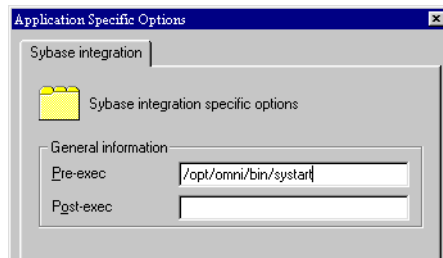 Application Specific Options
Sybase integration
Sybase integration specific options
General information
Pre-exec /opt/omni/bin/systart
Post-exec